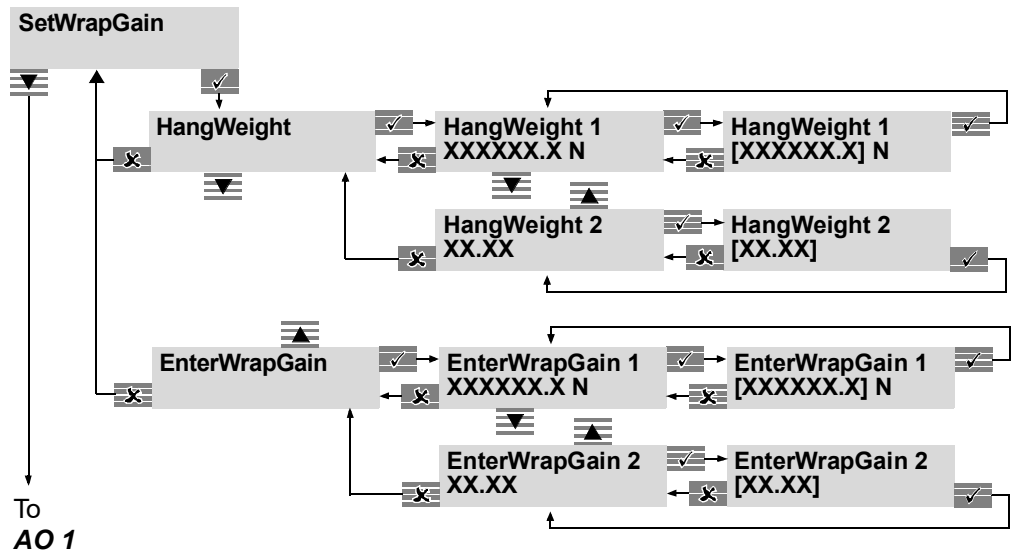 SetWrapGain
HangWeight
HangWeight 1
XXXXXX.X N
HangWeight 1
[XXXXXX.X] N
HangWeight 2
XX.XX
HangWeight 2
[XX.XX]
EnterWrapGain
EnterWrapGain 1
XXXXXX.X N
EnterWrapGain 1
[XXXXXX.X] N
EnterWrapGain 2
XX.XX
EnterWrapGain 2
[XX.XX]
To
AO 1